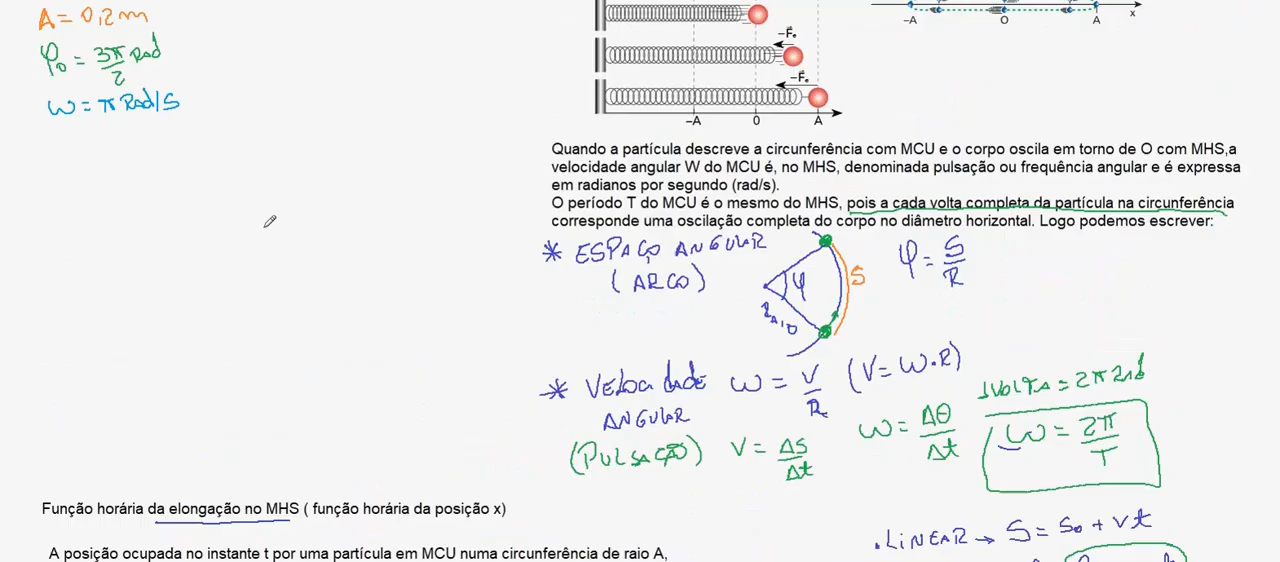 A = 0,2 m
φ₀ = 3π/2 Rad
ω = π Rad/s
-Fₑ
-Fₑ
-A 0 A
-A O A x
Quando a partícula descreve a circunferência com MCU e o corpo oscila em torno de O com MHS,a
velocidade angular W do MCU é, no MHS, denominada pulsação ou frequência angular e é expressa
em radianos por segundo (rad/s).
O período T do MCU é o mesmo do MHS, pois a cada volta completa da partícula na circunferência
corresponde uma oscilação completa do corpo no diâmetro horizontal. Logo podemos escrever:
* ESPAÇO ANGULAR
(ARCO)
φ
S
φ = S/R
* VELOCIDADE
ANGULAR
(PULSAÇÃO)
ω = V/R (V = ω.R)
V = ΔS/Δt
ω = Δθ/Δt
1 VOLTA = 2π Rad
ω = 2π/T
Função horária da elongação no MHS ( função horária da posição x)
A posição ocupada no instante t por uma partícula em MCU numa circunferência de raio A,
. LINEAR → S = S₀ + vt